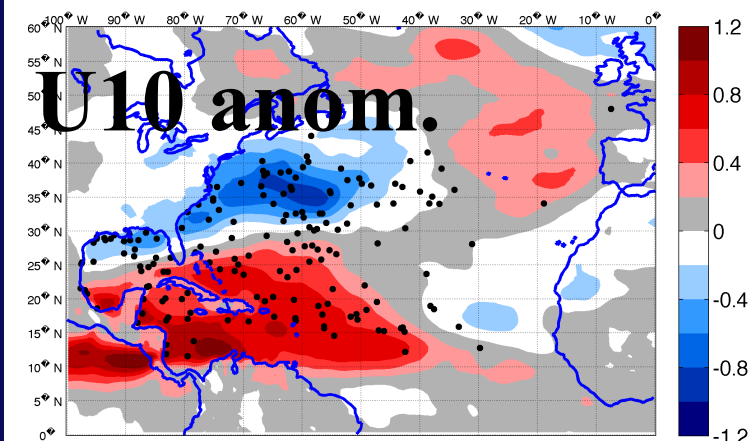 100� W 90� W 80� W 70� W 60� W 50� W 40� W 30� W 20� W 10� W 0�
60� N
55� N
50� N
45� N
40� N
35� N
30� N
25� N
20� N
15� N
10� N
5� N
0�
U10 anom.
1.2
0.8
0.4
0
-0.4
-0.8
-1.2